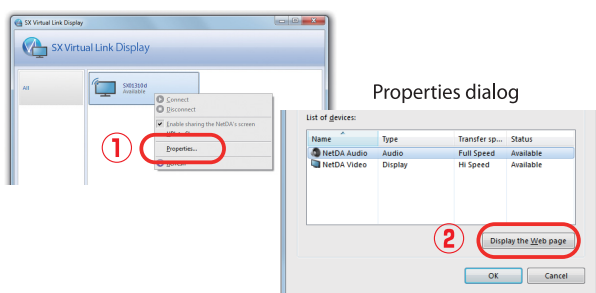 SX Virtual Link Display
SX Virtual Link Display
All
Available
Connect
Disconnect
Enable sharing the NetDA's screen
①
Properties...
Properties dialog
List of devices:
Name Type Transfer sp... Status
NetDA Audio Audio Full Speed Available
NetDA Video Display Hi Speed Available
②
Display the Web page
OK Cancel